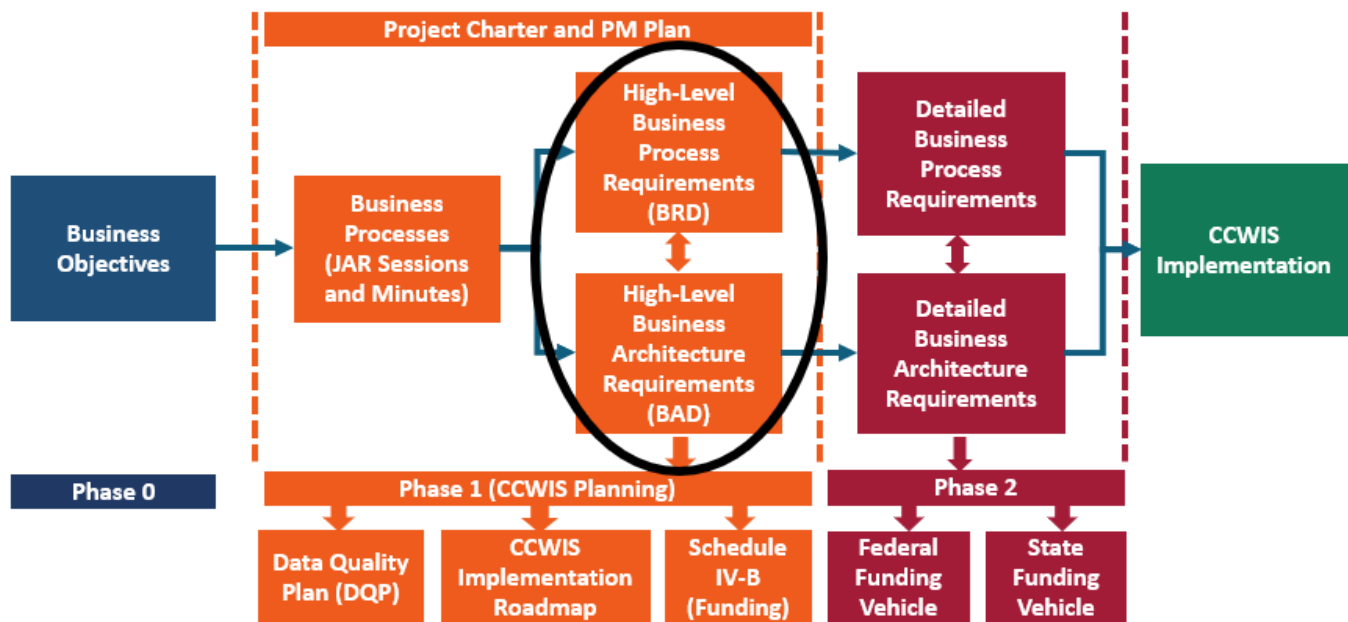 Project Charter and PM Plan
Business
Objectives
Business
Processes
(JAR Sessions
and Minutes)
High-Level
Business
Process
Requirements
(BRD)
High-Level
Business
Architecture
Requirements
(BAD)
Detailed
Business
Process
Requirements
Detailed
Business
Architecture
Requirements
CCWIS
Implementation
Phase 0
Phase 1 (CCWIS Planning)
Phase 2
Data Quality
Plan (DQP)
CCWIS
Implementation
Roadmap
Schedule
IV-B
(Funding)
Federal
Funding
Vehicle
State
Funding
Vehicle